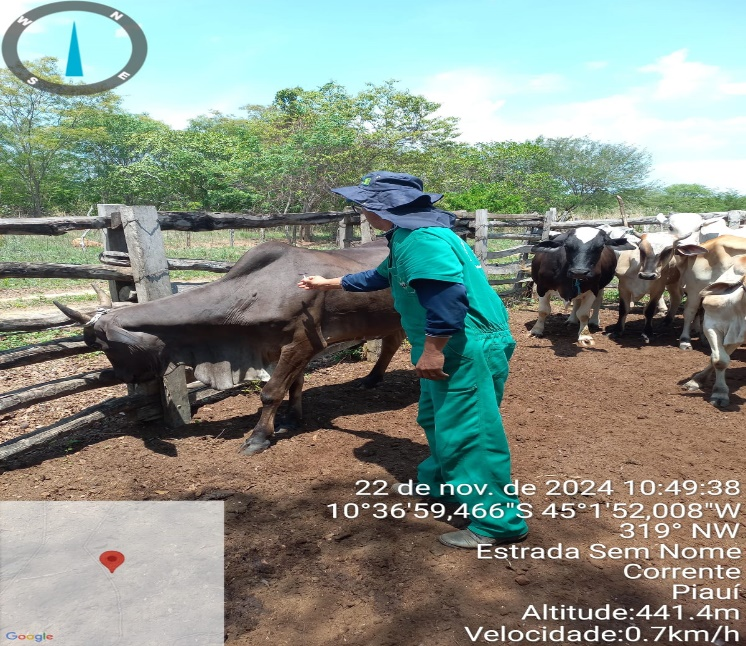 N
W
E
S
22 de nov. de 2024 10:49:38
10°36'59,466"S 45°1'52,008"W
319° NW
Estrada Sem Nome
Corrente
Piauí
Altitude:441.4m
Velocidade:0.7km/h
Google